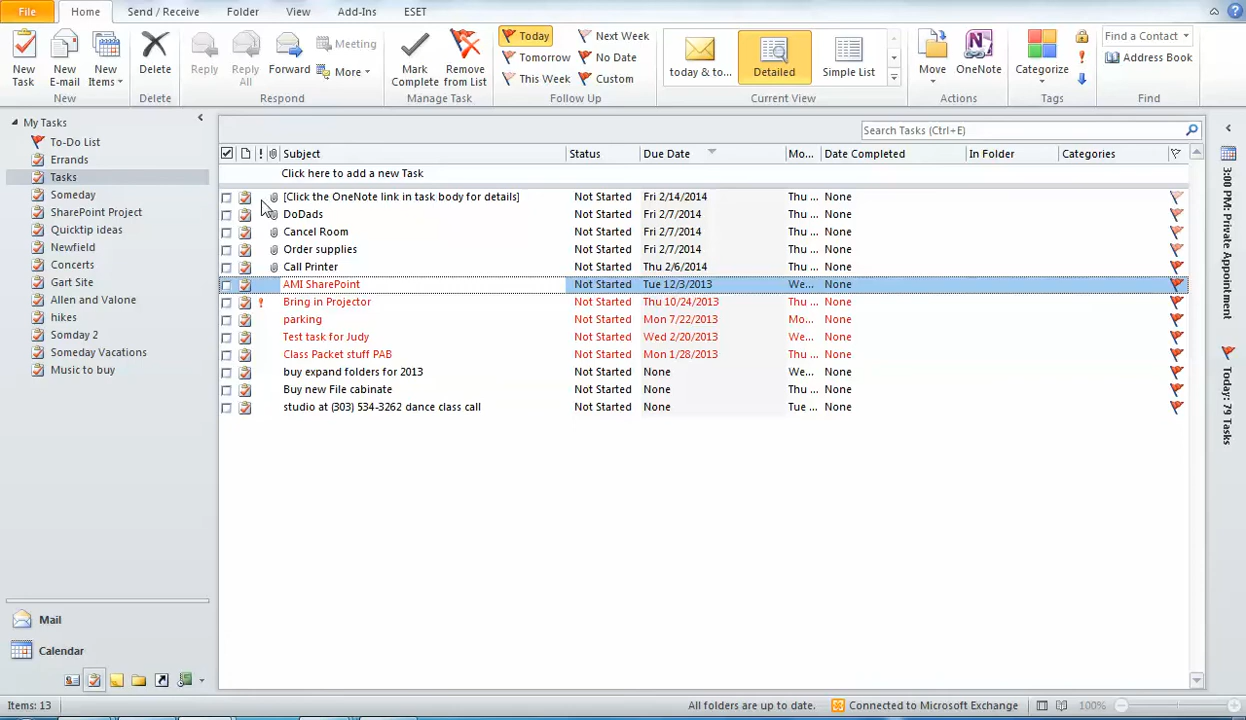 File Home Send / Receive Folder View Add-Ins ESET
New Task
New E-mail
New Items
New
Delete
Delete
Reply
Reply All
Forward
Meeting
More
Respond
Mark Complete
Remove from List
Manage Task
Today
Tomorrow
This Week
Next Week
No Date
Custom
Follow Up
today & to...
Detailed
Simple List
Current View
Move
OneNote
Actions
Categorize
Tags
Find a Contact
Address Book
Find
My Tasks
To-Do List
Errands
Tasks
Someday
SharePoint Project
Quicktip ideas
Newfield
Concerts
Gart Site
Allen and Valone
hikes
Somday 2
Someday Vacations
Music to buy
Mail
Calendar
Search Tasks (Ctrl+E)
! Subject Status Due Date Mo... Date Completed In Folder Categories
Click here to add a new Task
[Click the OneNote link in task body for details] Not Started Fri 2/14/2014 Thu ... None
DoDads Not Started Fri 2/7/2014 Thu ... None
Cancel Room Not Started Fri 2/7/2014 Thu ... None
Order supplies Not Started Fri 2/7/2014 Thu ... None
Call Printer Not Started Thu 2/6/2014 Thu ... None
AMI SharePoint Not Started Tue 12/3/2013 We... None
! Bring in Projector Not Started Thu 10/24/2013 Thu ... None
parking Not Started Mon 7/22/2013 Mo... None
Test task for Judy Not Started Wed 2/20/2013 We... None
Class Packet stuff PAB Not Started Mon 1/28/2013 Thu ... None
buy expand folders for 2013 Not Started None We... None
Buy new File cabinate Not Started None Thu ... None
studio at (303) 534-3262 dance class call Not Started None Tue ... None
3:00 PM: Private Appointment
Today: 79 Tasks
Items: 13
All folders are up to date.
Connected to Microsoft Exchange
100%